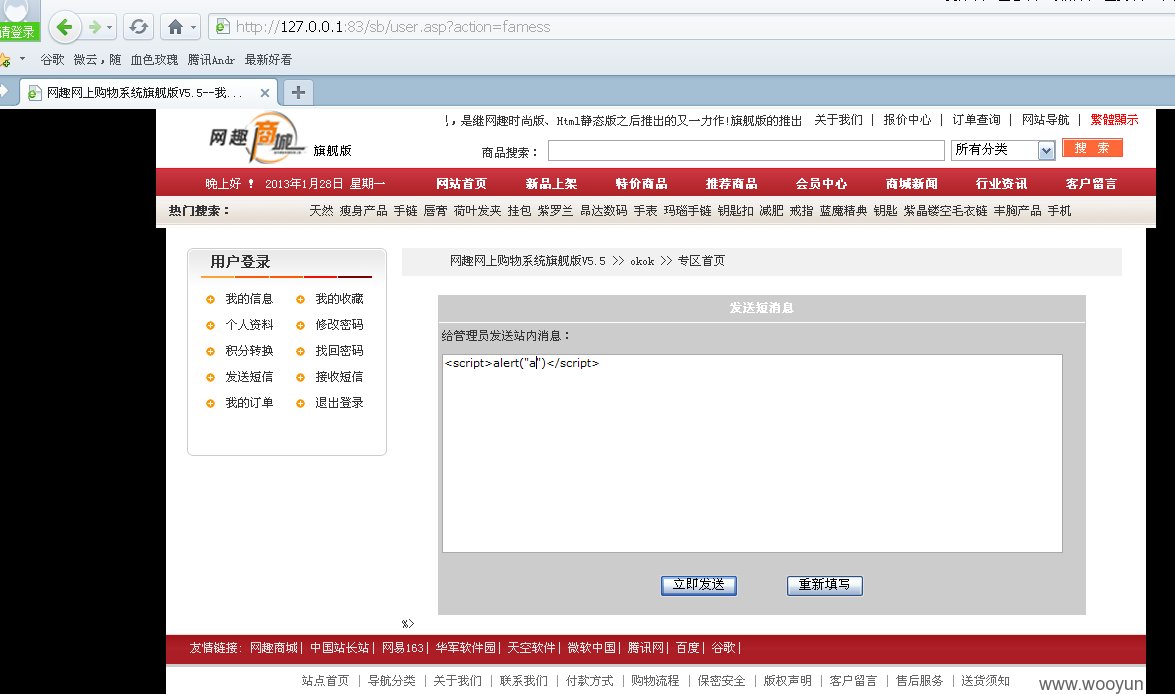 请登录
http://127.0.0.1:83/sb/user.asp?action=famess
谷歌 微云，随 血色玫瑰 腾讯Andr 最新好看
网趣网上购物系统旗舰版V5.5--我...
网趣商城 旗舰版
！，是继网趣时尚版、Html静态版之后推出的又一力作!旗舰版的推出 关于我们 | 报价中心 | 订单查询 | 网站导航 | 繁體顯示
商品搜索： 所有分类 搜 索
晚上好！ 2013年1月28日 星期一 网站首页 新品上架 特价商品 推荐商品 会员中心 商城新闻 行业资讯 客户留言
热门搜索： 天然 瘦身产品 手链 唇膏 荷叶发夹 挂包 紫罗兰 昂达数码 手表 玛瑙手链 钥匙扣 减肥 戒指 蓝魔精典 钥匙 紫晶镂空毛衣链 丰胸产品 手机
用户登录
我的信息 我的收藏
个人资料 修改密码
积分转换 找回密码
发送短信 接收短信
我的订单 退出登录
网趣网上购物系统旗舰版V5.5 >> okok >> 专区首页
发送短消息
给管理员发送站内消息：
<script>alert("a")</script>
立即发送 重新填写
%>
友情链接: 网趣商城| 中国站长站| 网易163| 华军软件园| 天空软件| 微软中国| 腾讯网| 百度| 谷歌|
站点首页 | 导航分类 | 关于我们 | 联系我们 | 付款方式 | 购物流程 | 保密安全 | 版权声明 | 客户留言 | 售后服务 | 送货须知
www.wooyun